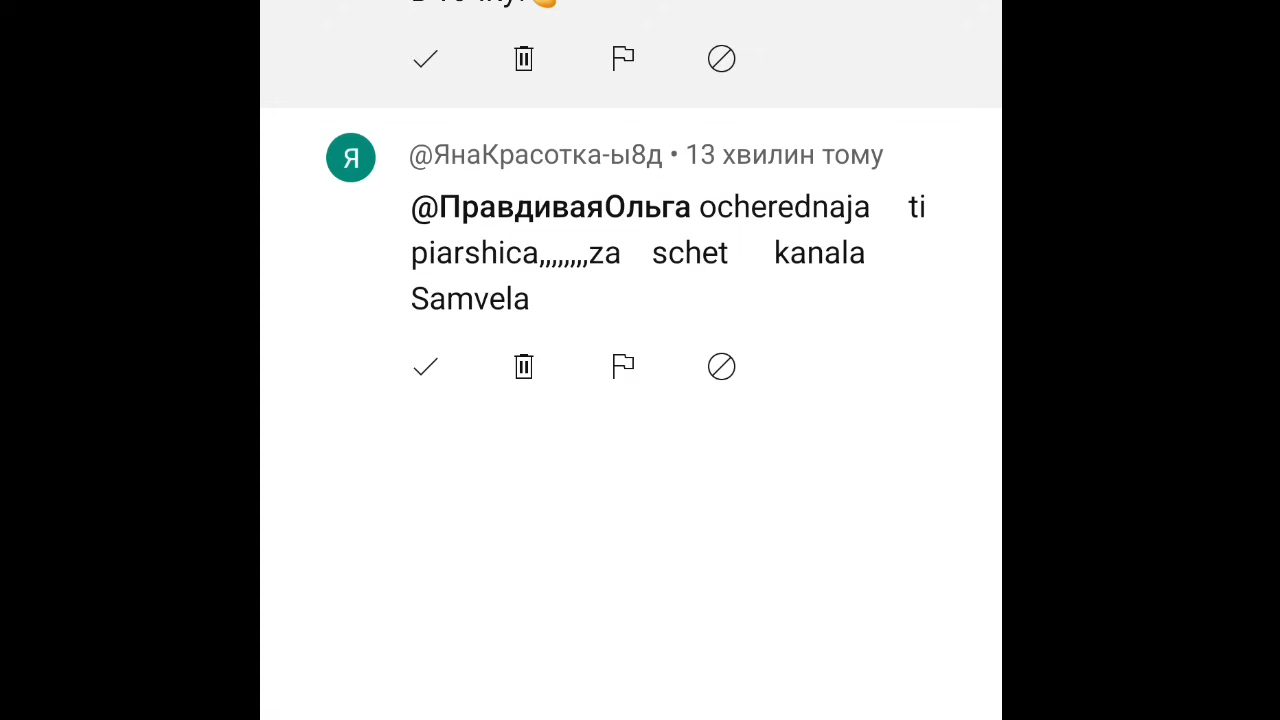 Я
@ЯнаКрасотка-ы8д • 13 хвилин тому
@ПравдиваяОльга ocherednaja ti
piarshica,,,,,,,,za schet kanala
Samvela